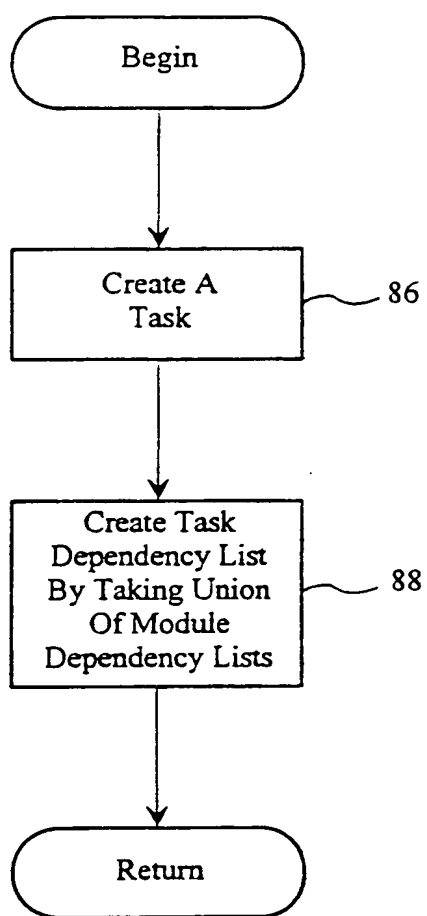 Begin
Create A
Task
86
Create Task
Dependency List
By Taking Union
Of Module
Dependency Lists
88
Return